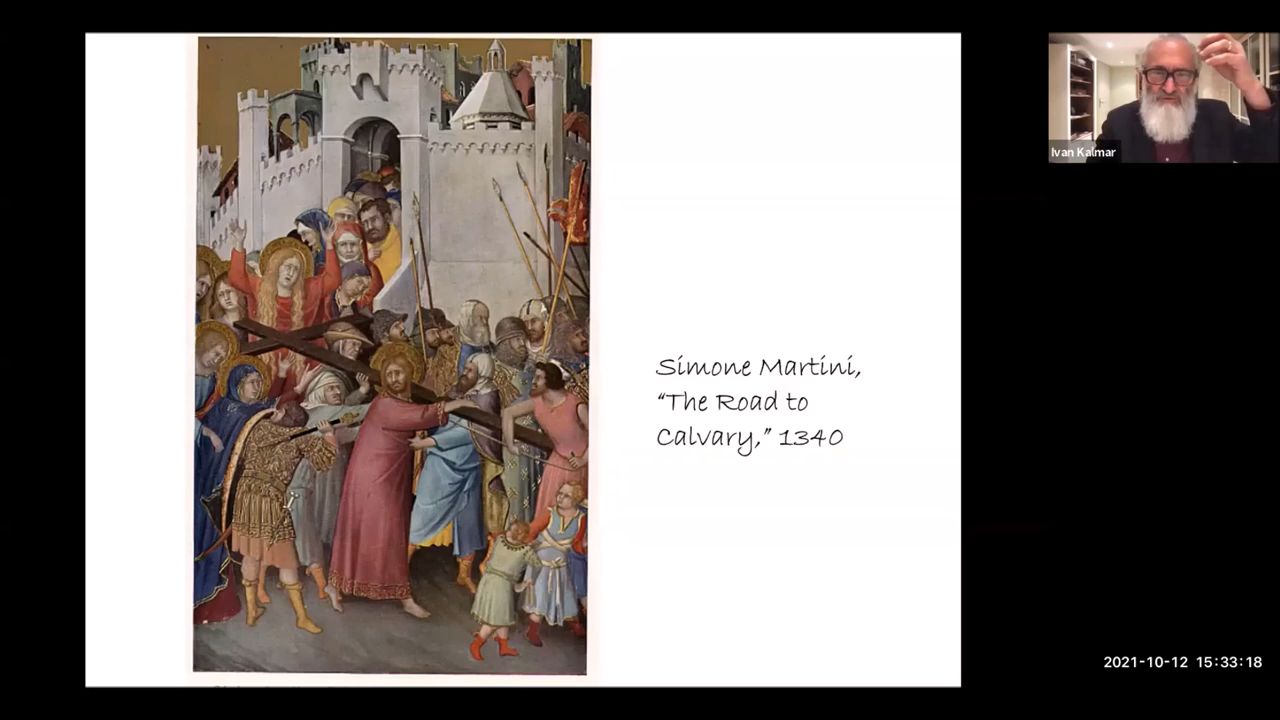 Simone Martini,
“The Road to
Calvary,” 1340
Ivan Kalmar
2021-10-12 15:33:18